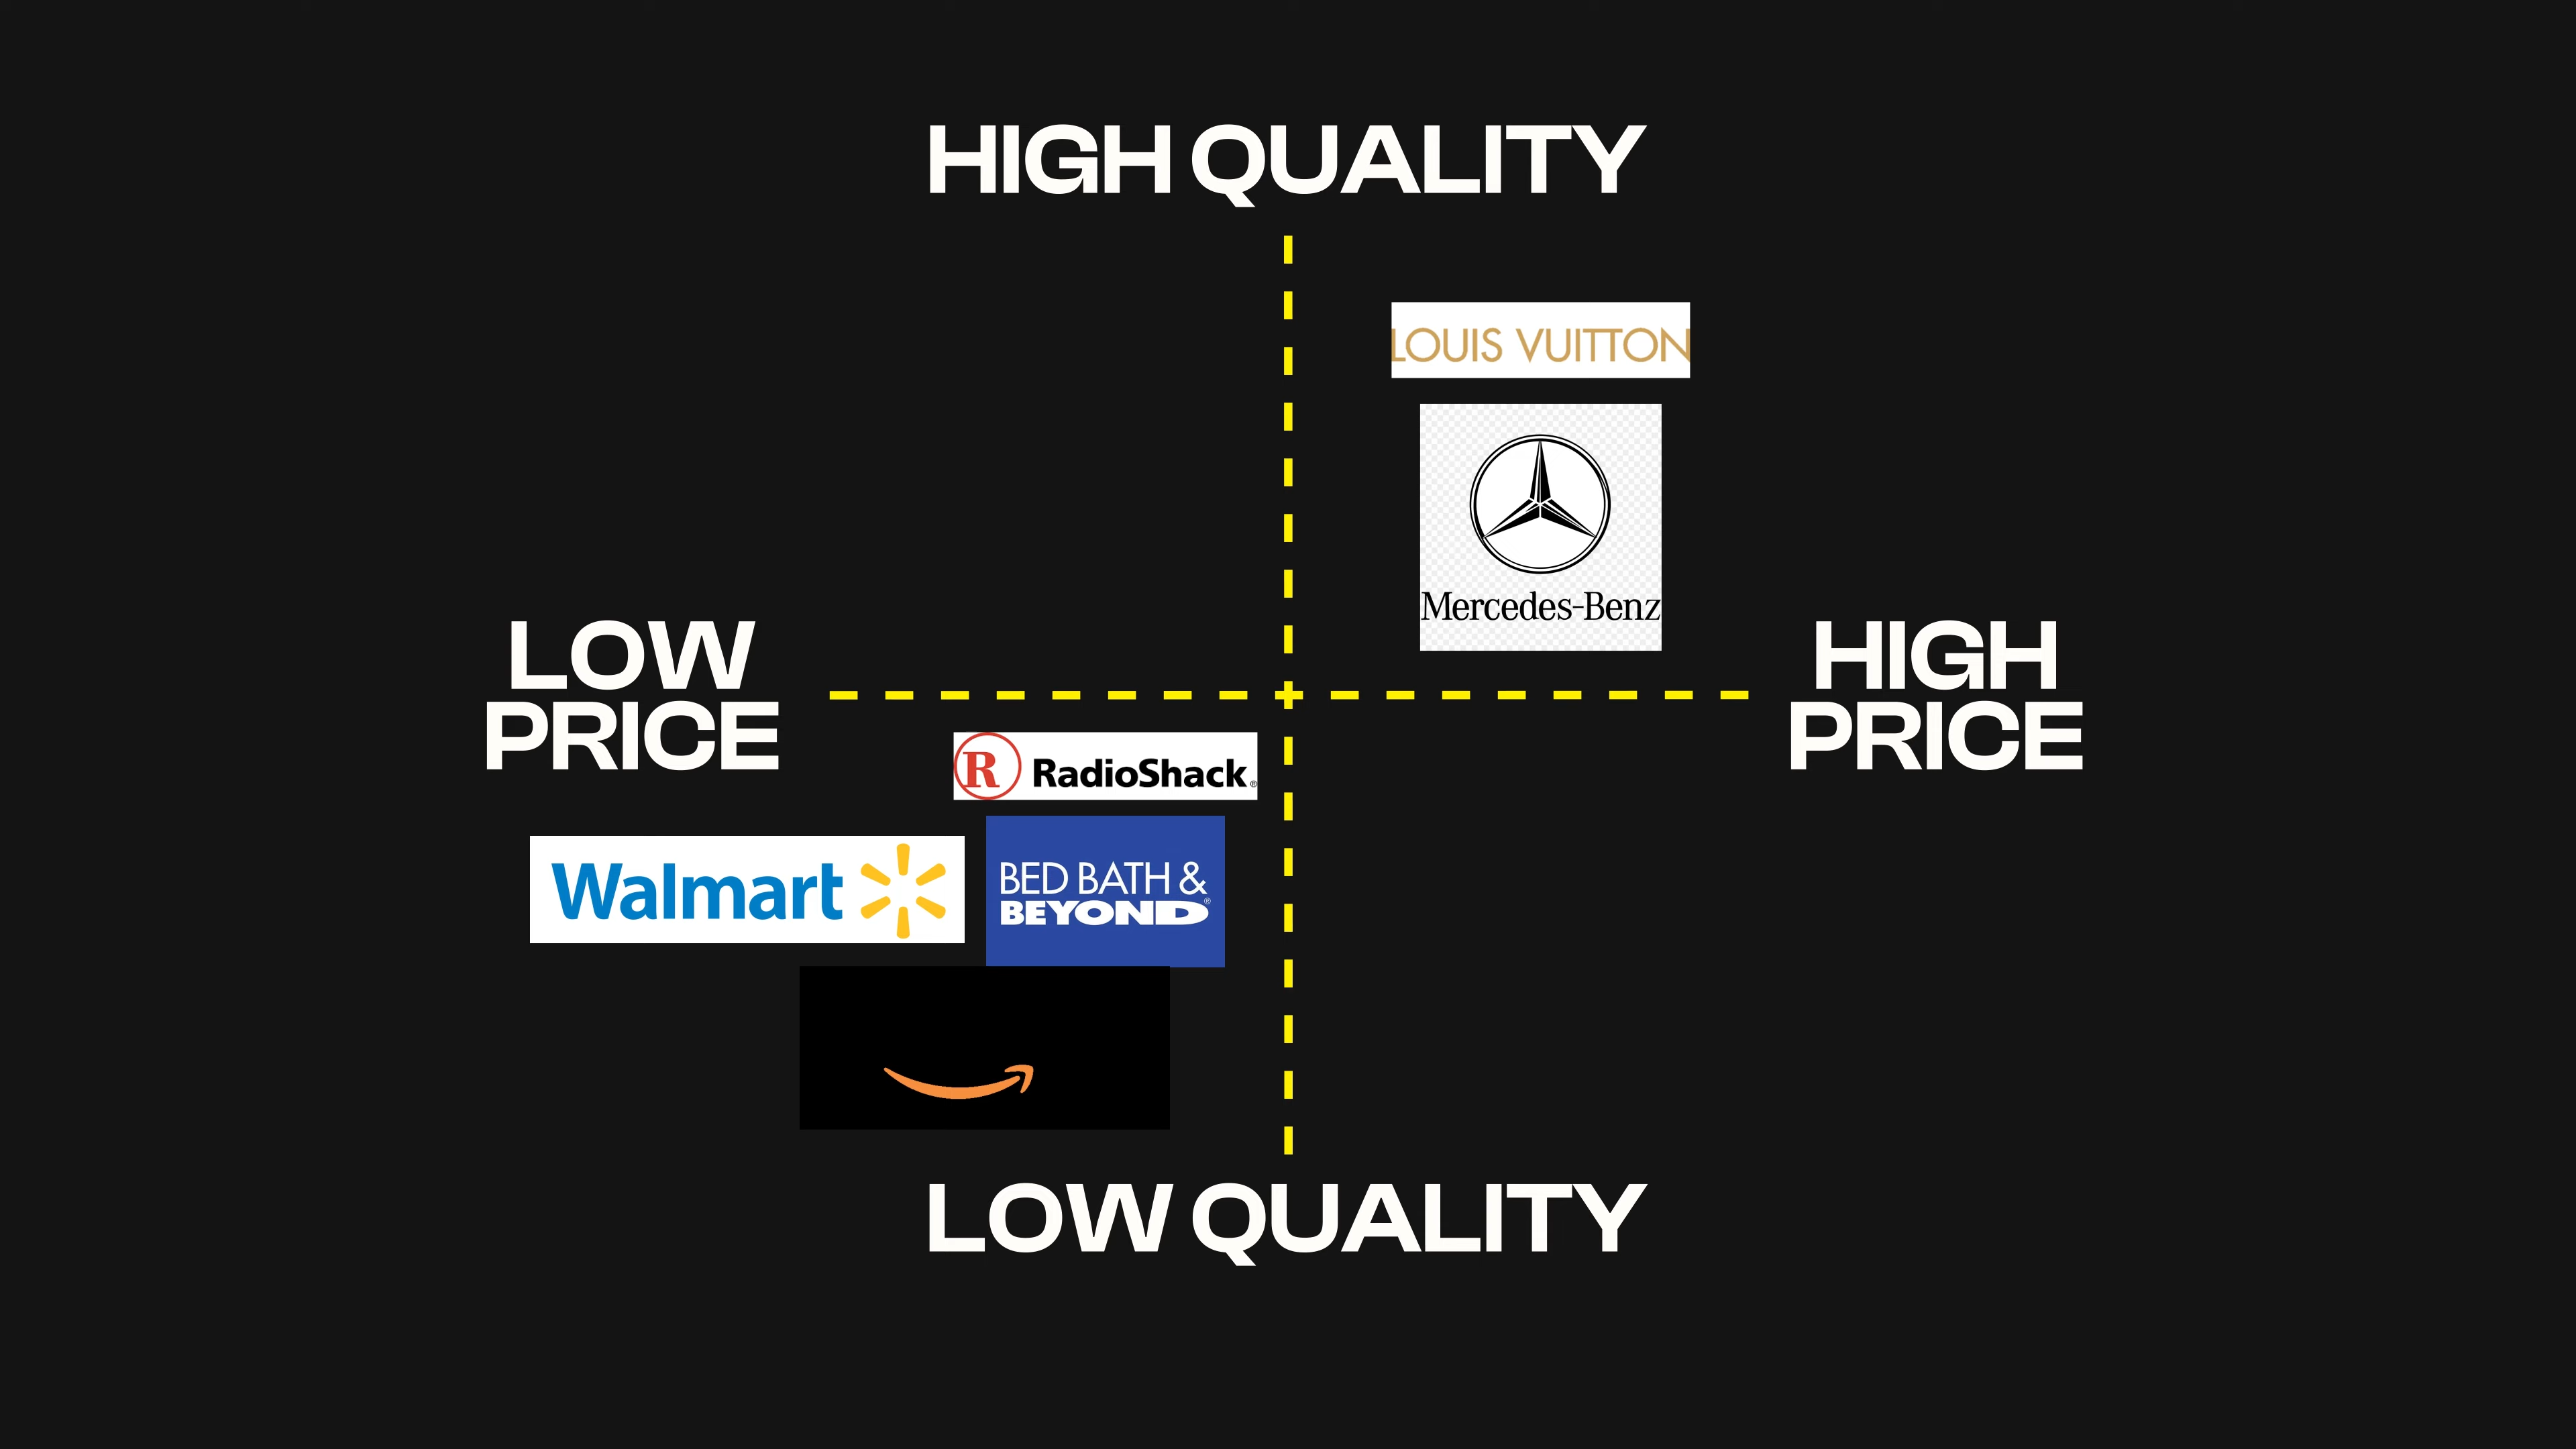 HIGH QUALITY
LOUIS VUITTON
Mercedes-Benz
LOW
PRICE
HIGH
PRICE
R RadioShack®
Walmart
BED BATH &
BEYOND®
LOW QUALITY